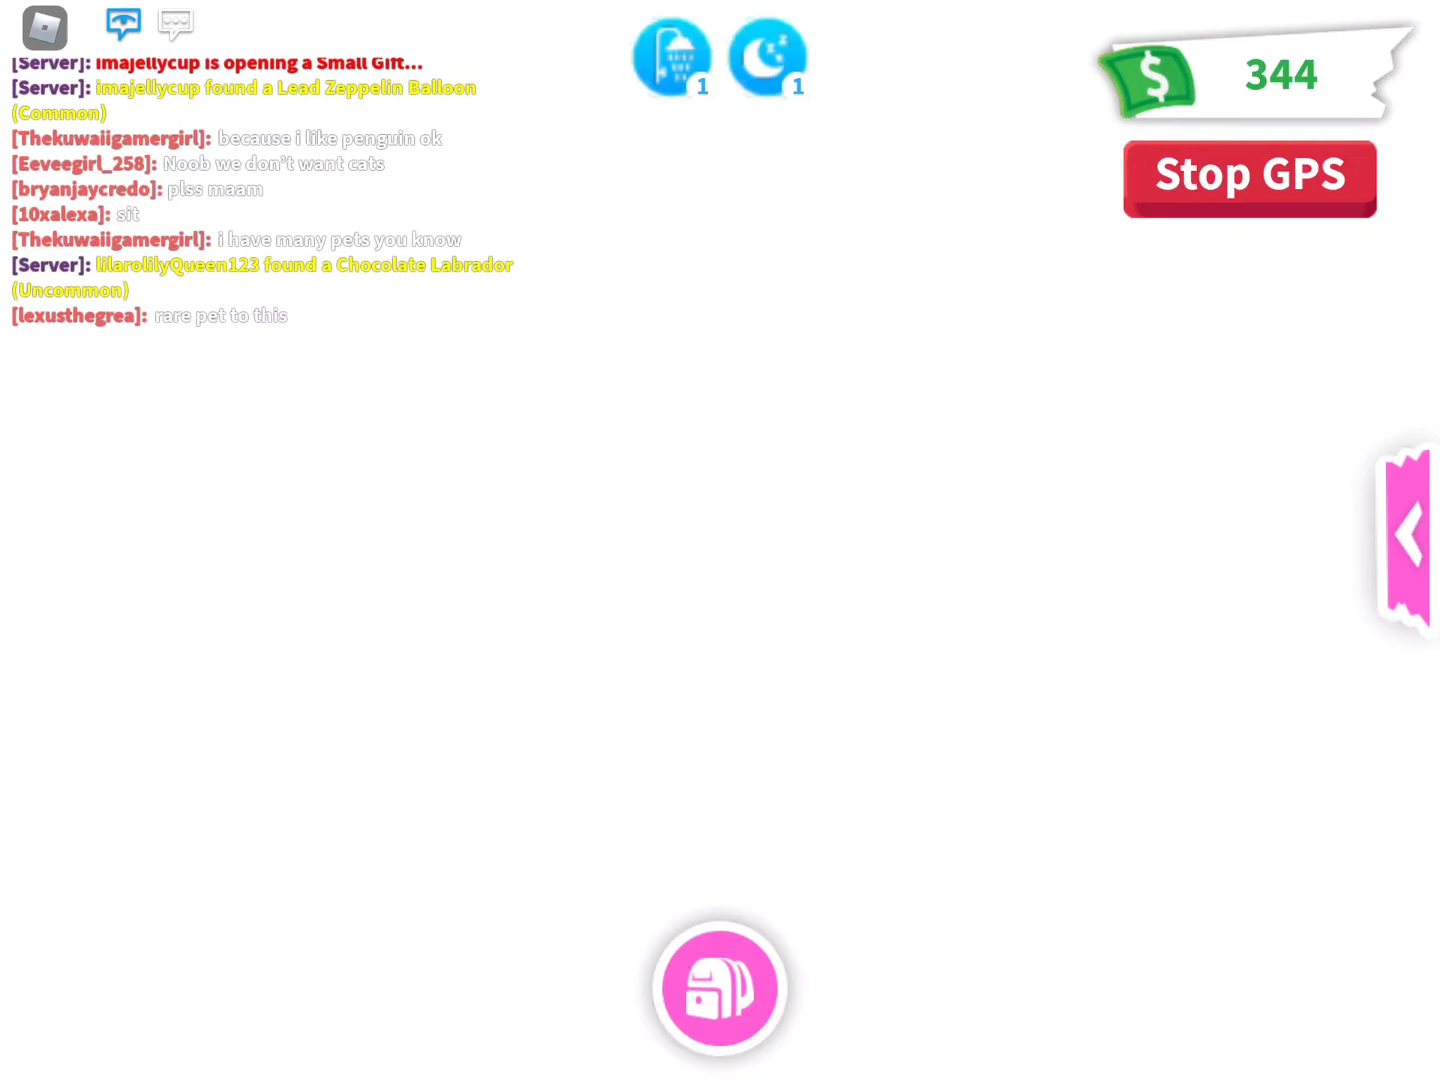 [Server]: imajellycup is opening a Small Gift...
[Server]: imajellycup found a Lead Zeppelin Balloon
(Common)
[Thekuwaiigamergirl]: because i like penguin ok
[Eeveegirl_258]: Noob we don't want cats
[bryanjaycredo]: plss maam
[10xalexa]: sit
[Thekuwaiigamergirl]: i have many pets you know
[Server]: lilarolilyQueen123 found a Chocolate Labrador
(Uncommon)
[lexusthegrea]: rare pet to this
1
1
344
Stop GPS